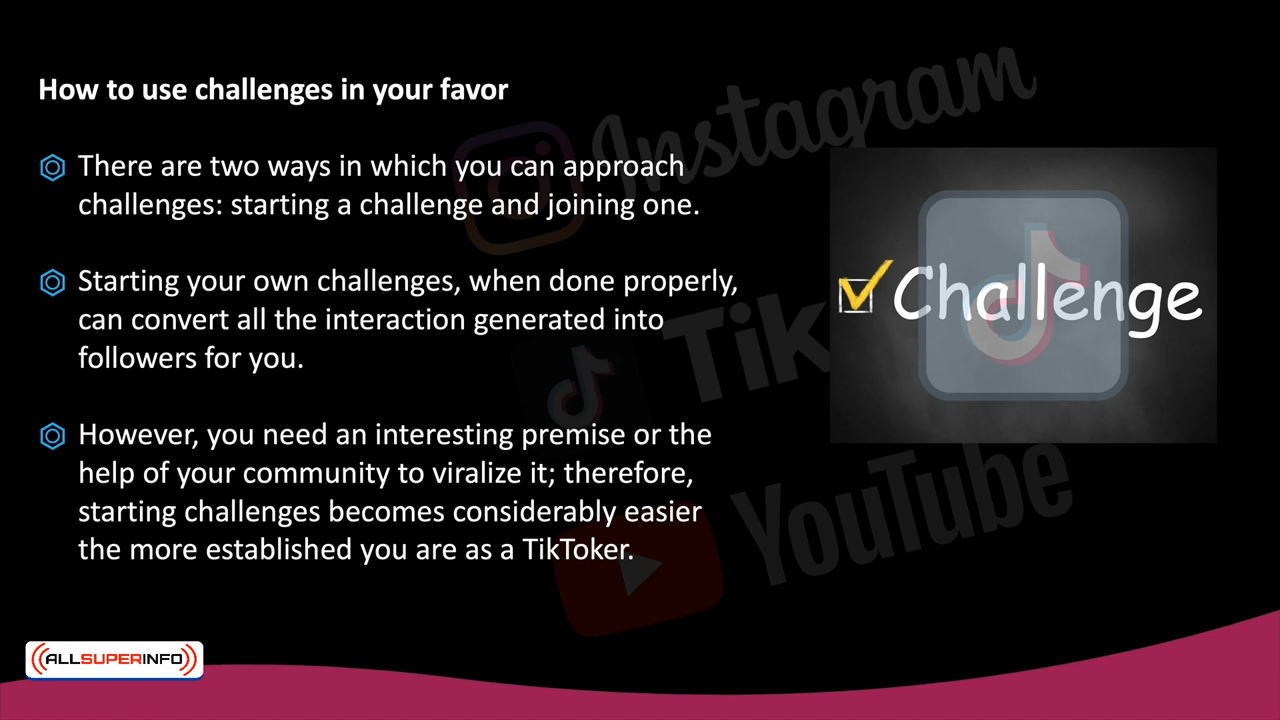 How to use challenges in your favor
There are two ways in which you can approach
challenges: starting a challenge and joining one.
Starting your own challenges, when done properly,
can convert all the interaction generated into
followers for you.
However, you need an interesting premise or the
help of your community to viralize it; therefore,
starting challenges becomes considerably easier
the more established you are as a TikToker.
Instagram
Challenge
Tik
YouTube
ALLSUPERINFO